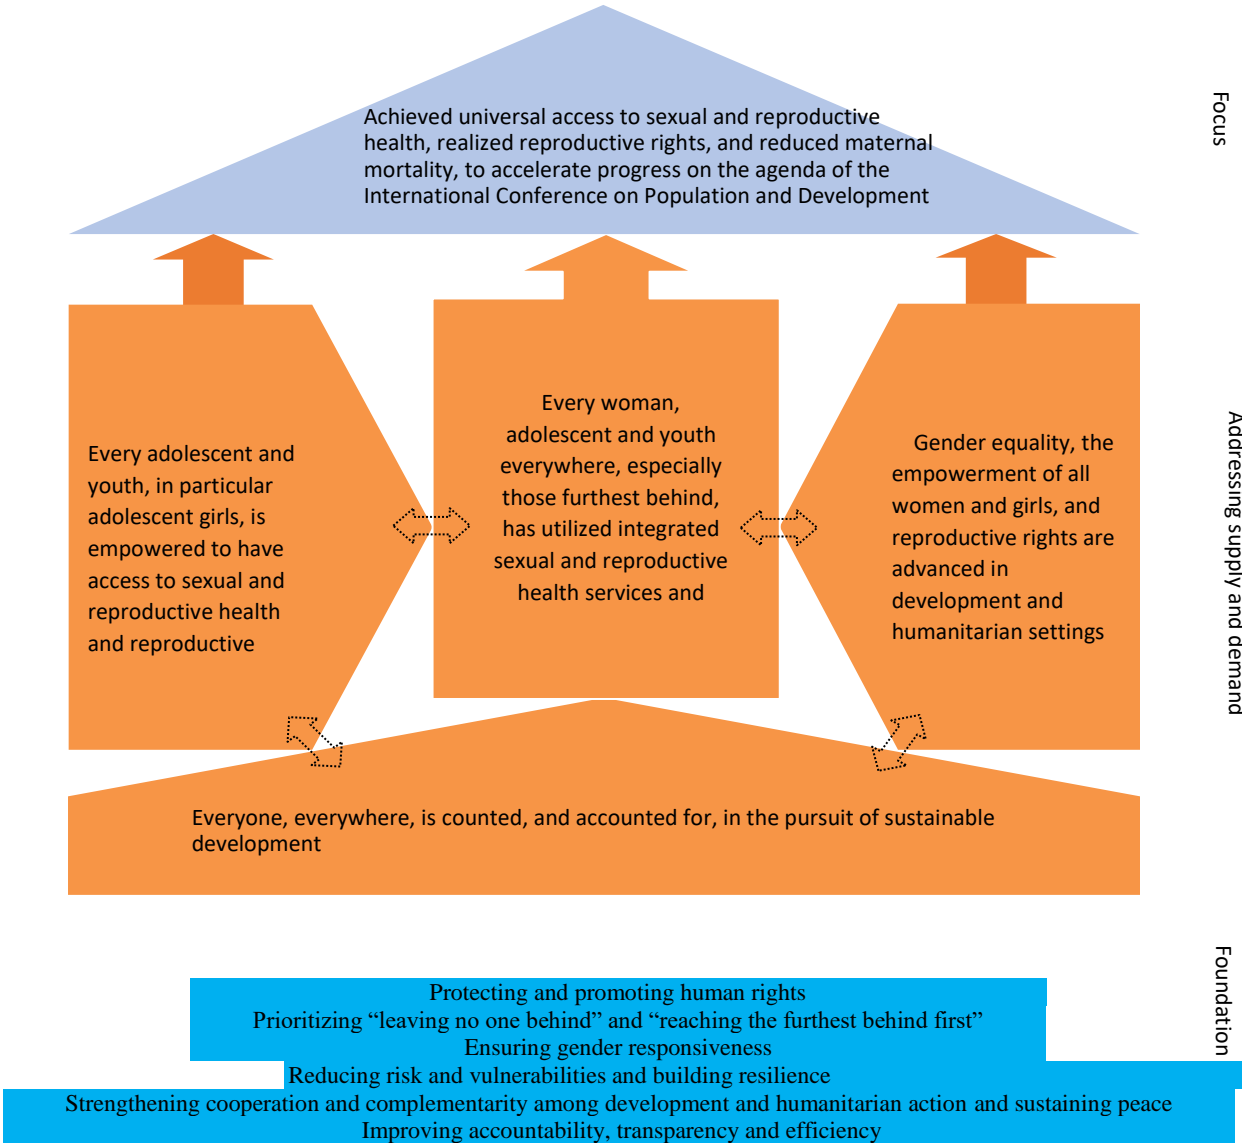 Achieved universal access to sexual and reproductive
health, realized reproductive rights, and reduced maternal
mortality, to accelerate progress on the agenda of the
International Conference on Population and Development
Focus
Every adolescent and
youth, in particular
adolescent girls, is
empowered to have
access to sexual and
reproductive health
and reproductive
Every woman,
adolescent and youth
everywhere, especially
those furthest behind,
has utilized integrated
sexual and reproductive
health services and
Gender equality, the
empowerment of all
women and girls, and
reproductive rights are
advanced in
development and
humanitarian settings
Addressing supply and demand
Everyone, everywhere, is counted, and accounted for, in the pursuit of sustainable
development
Foundation
Protecting and promoting human rights
Prioritizing “leaving no one behind” and “reaching the furthest behind first”
Ensuring gender responsiveness
Reducing risk and vulnerabilities and building resilience
Strengthening cooperation and complementarity among development and humanitarian action and sustaining peace
Improving accountability, transparency and efficiency